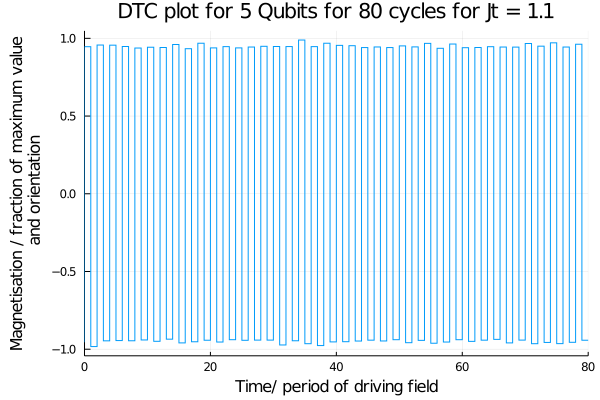 DTC plot for 5 Qubits for 80 cycles for Jt = 1.1
Magnetisation / fraction of maximum value
and orientation
1.0
0.5
0.0
−0.5
−1.0
0
20
40
60
80
Time/ period of driving field